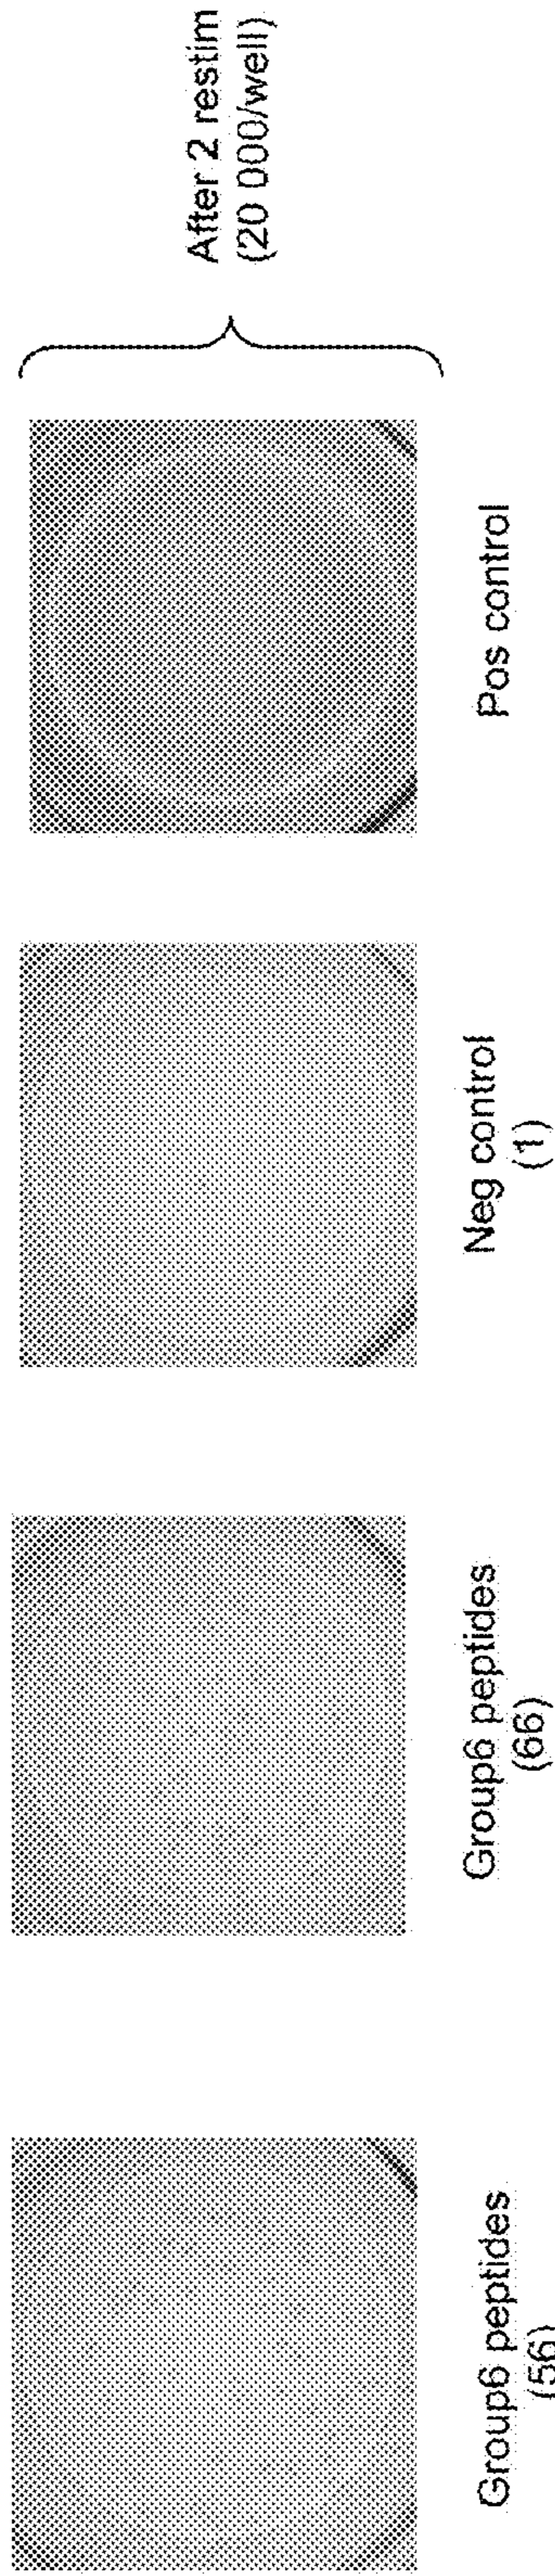 Group6 peptides
(56)
Group6 peptides
(66)
Neg control
(1)
Pos control
After 2 restim
(20 000/well)